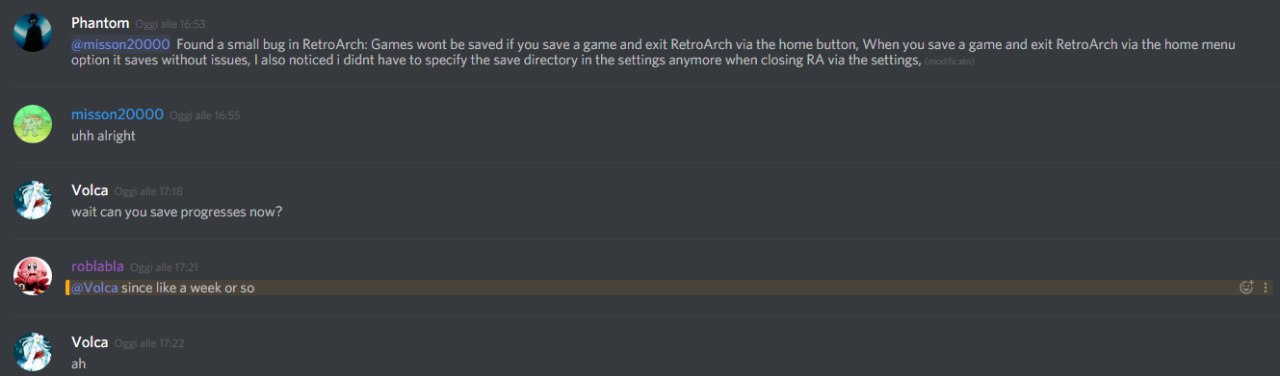 Phantom Oggi alle 16:53
@misson20000 Found a small bug in RetroArch: Games wont be saved if you save a game and exit RetroArch via the home button, When you save a game and exit RetroArch via the home menu
option it saves without issues, I also noticed i didnt have to specify the save directory in the settings anymore when closing RA via the settings, (modificato)
misson20000 Oggi alle 16:55
uhh alright
Volca Oggi alle 17:18
wait can you save progresses now?
roblabla Oggi alle 17:21
@Volca since like a week or so
Volca Oggi alle 17:22
ah